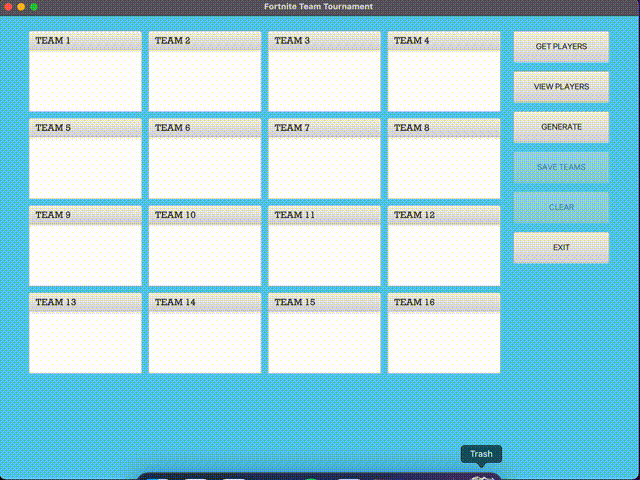 Fortnite Team Tournament
TEAM 1
TEAM 2
TEAM 3
TEAM 4
GET PLAYERS
VIEW PLAYERS
TEAM 5
TEAM 6
TEAM 7
TEAM 8
GENERATE
SAVE TEAMS
TEAM 9
TEAM 10
TEAM 11
TEAM 12
CLEAR
EXIT
TEAM 13
TEAM 14
TEAM 15
TEAM 16
Trash